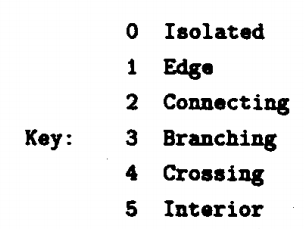 0 Isolated
1 Edge
2 Connecting
Key: 3 Branching
4 Crossing
5 Interior